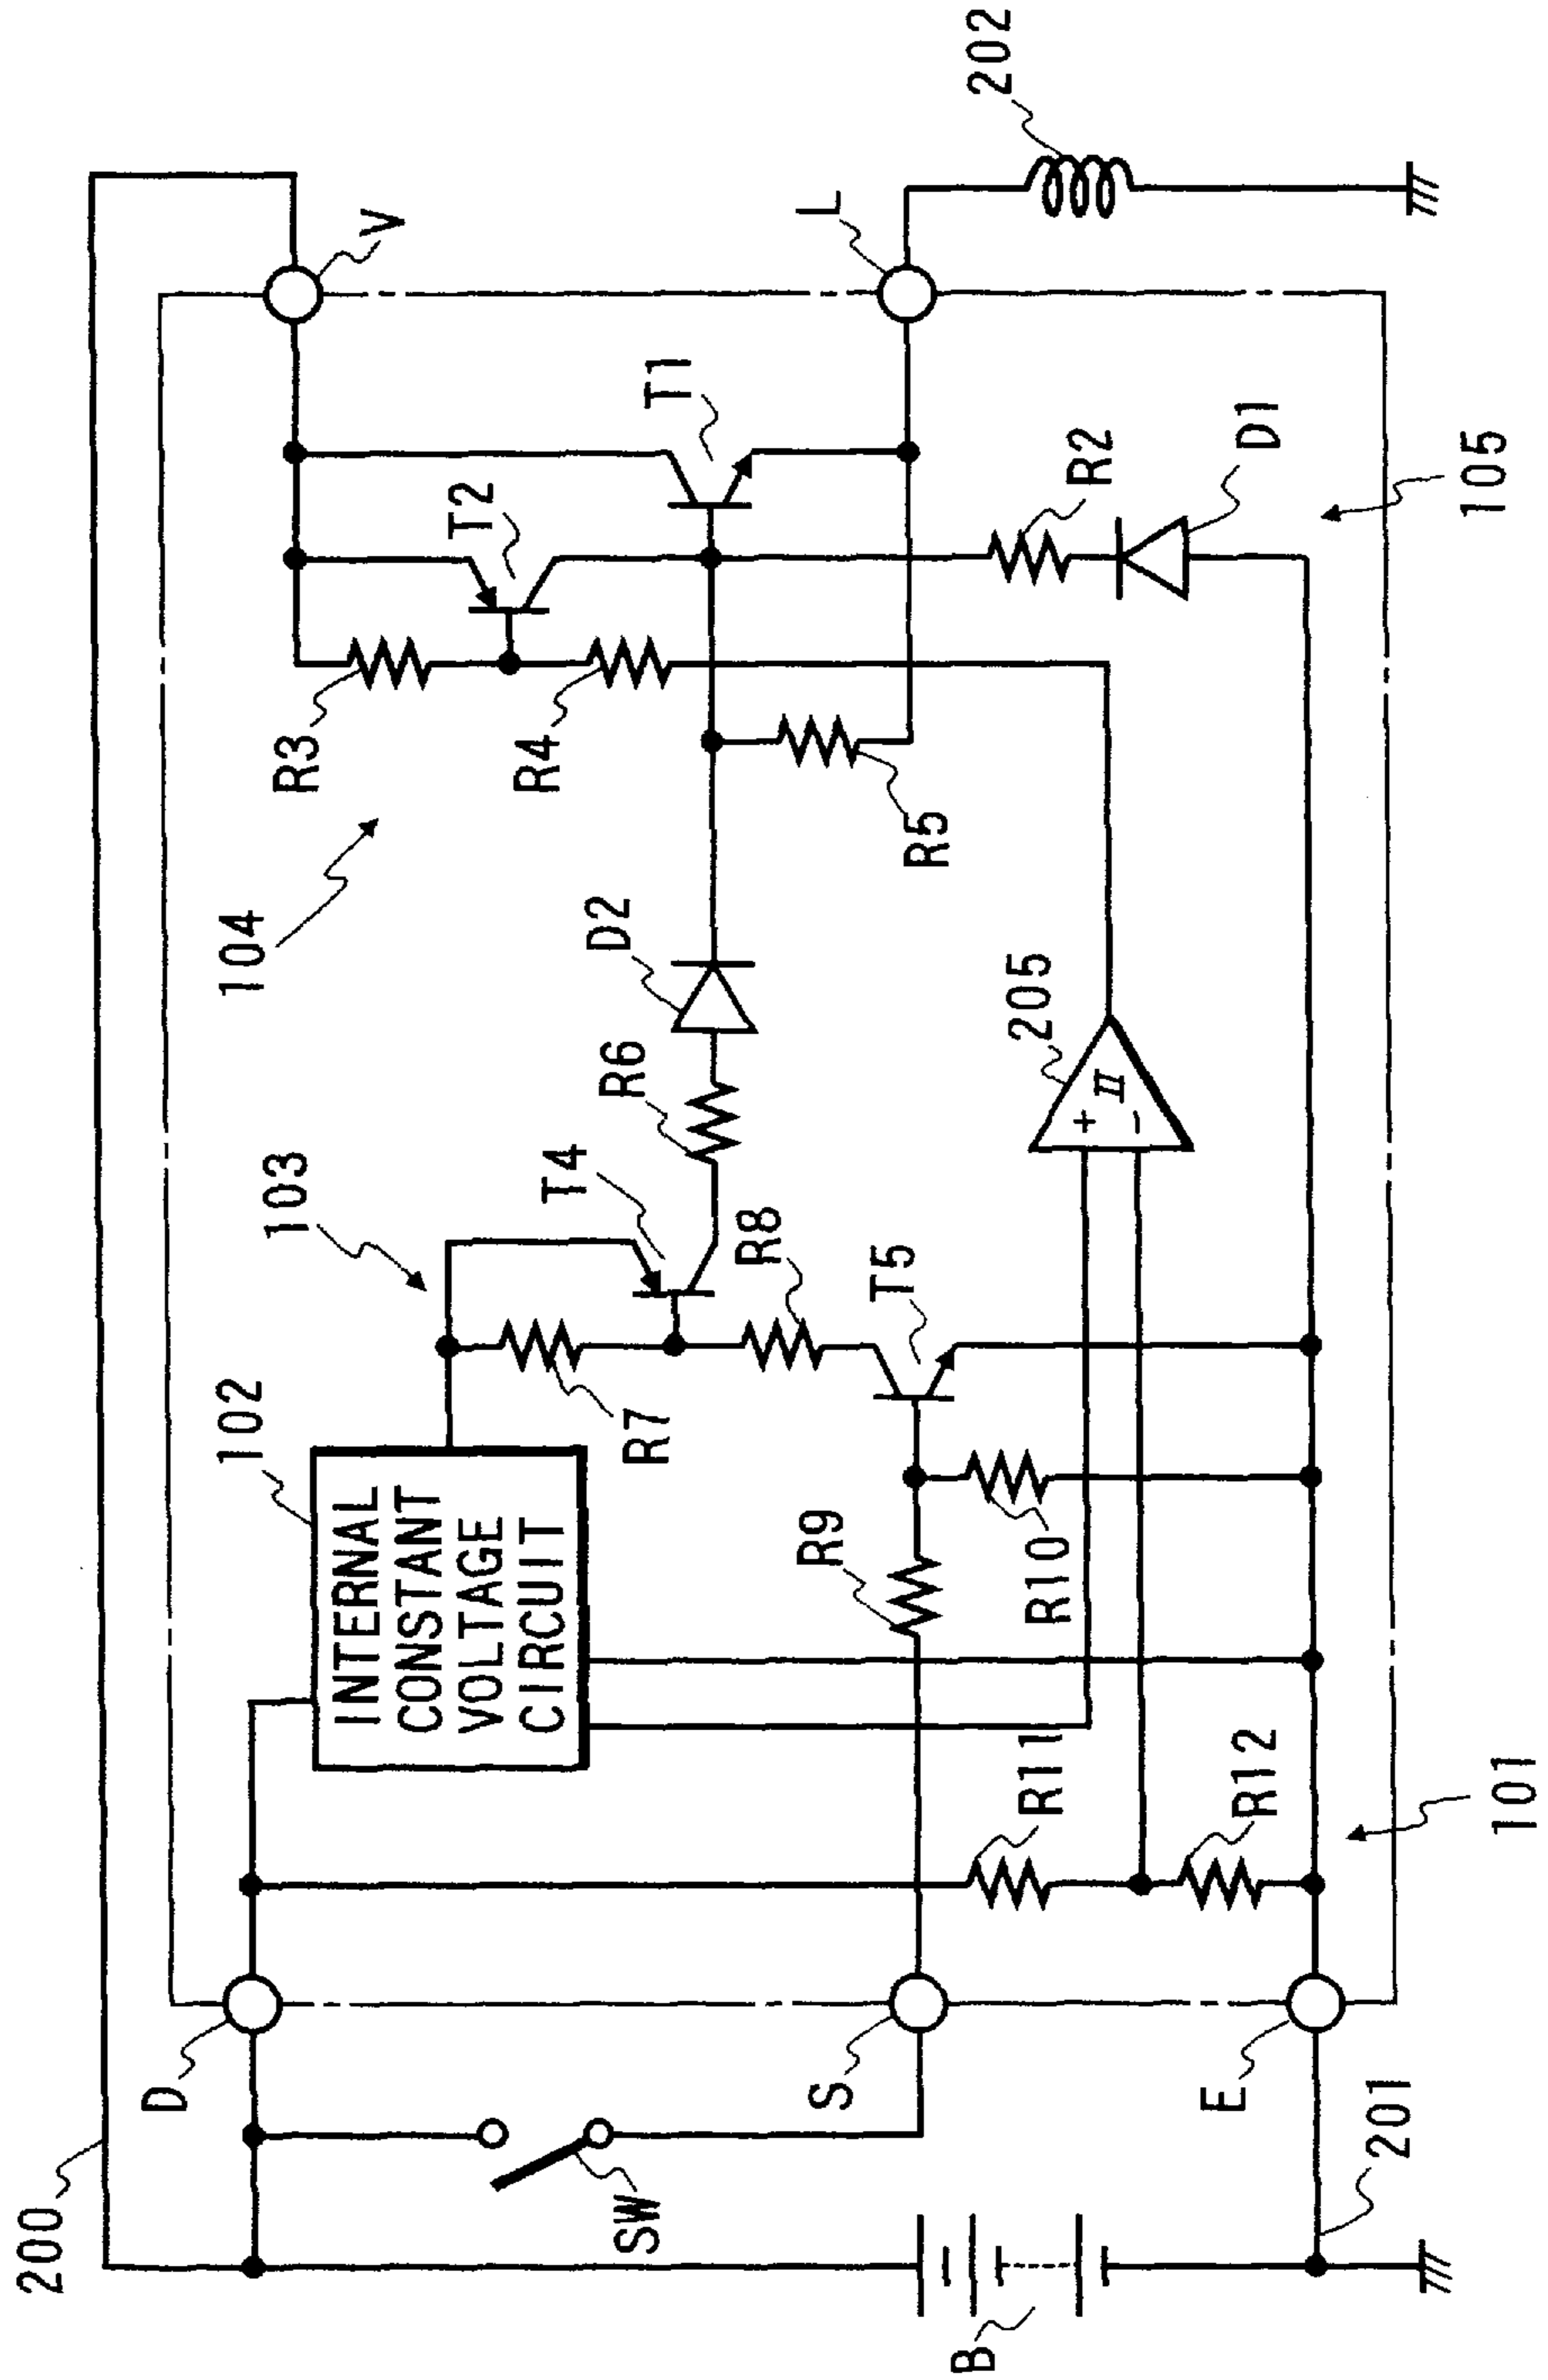 200
V
202
L
T1
T2
R2
D1
105
R3
R4
R5
104
D2
R6
205
+
II
-
103
T4
R8
T5
102
INTERNAL
CONSTANT
VOLTAGE
CIRCUIT
R7
R9
R10
R11
R12
101
D
S
E
SW
B
201